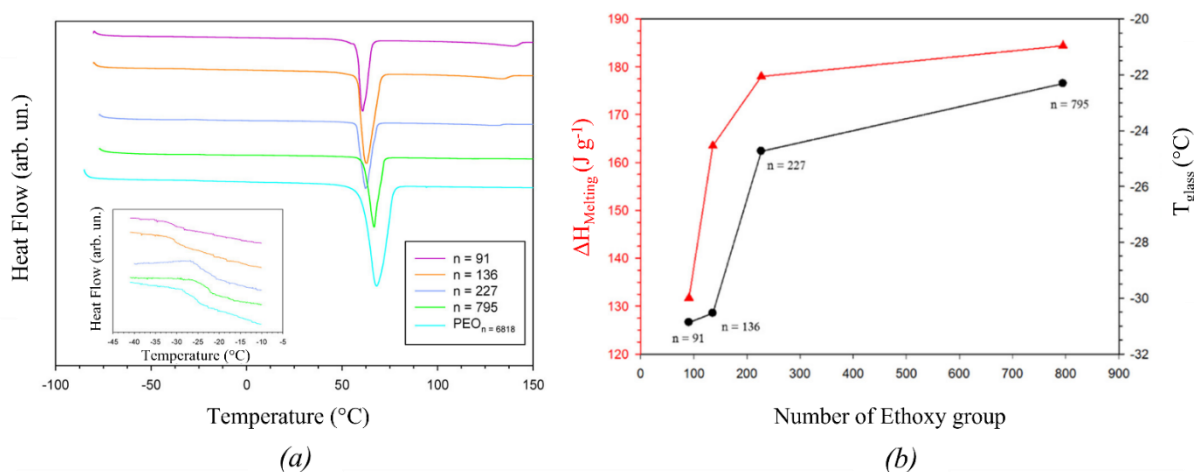 Heat Flow (arb. un.)
Heat Flow (arb. un.)
-45 -40 -35 -30 -25 -20 -15 -10 -5
Temperature (°C)
n = 91
n = 136
n = 227
n = 795
PEOn = 6818
-100 -50 0 50 100 150
Temperature (°C)
(a)
ΔHMelting (J g-1)
190
180
170
160
150
140
130
120
n = 91
n = 136
n = 227
n = 795
-20
-22
-24
-26
-28
-30
-32
Tglass (°C)
0 100 200 300 400 500 600 700 800 900
Number of Ethoxy group
(b)